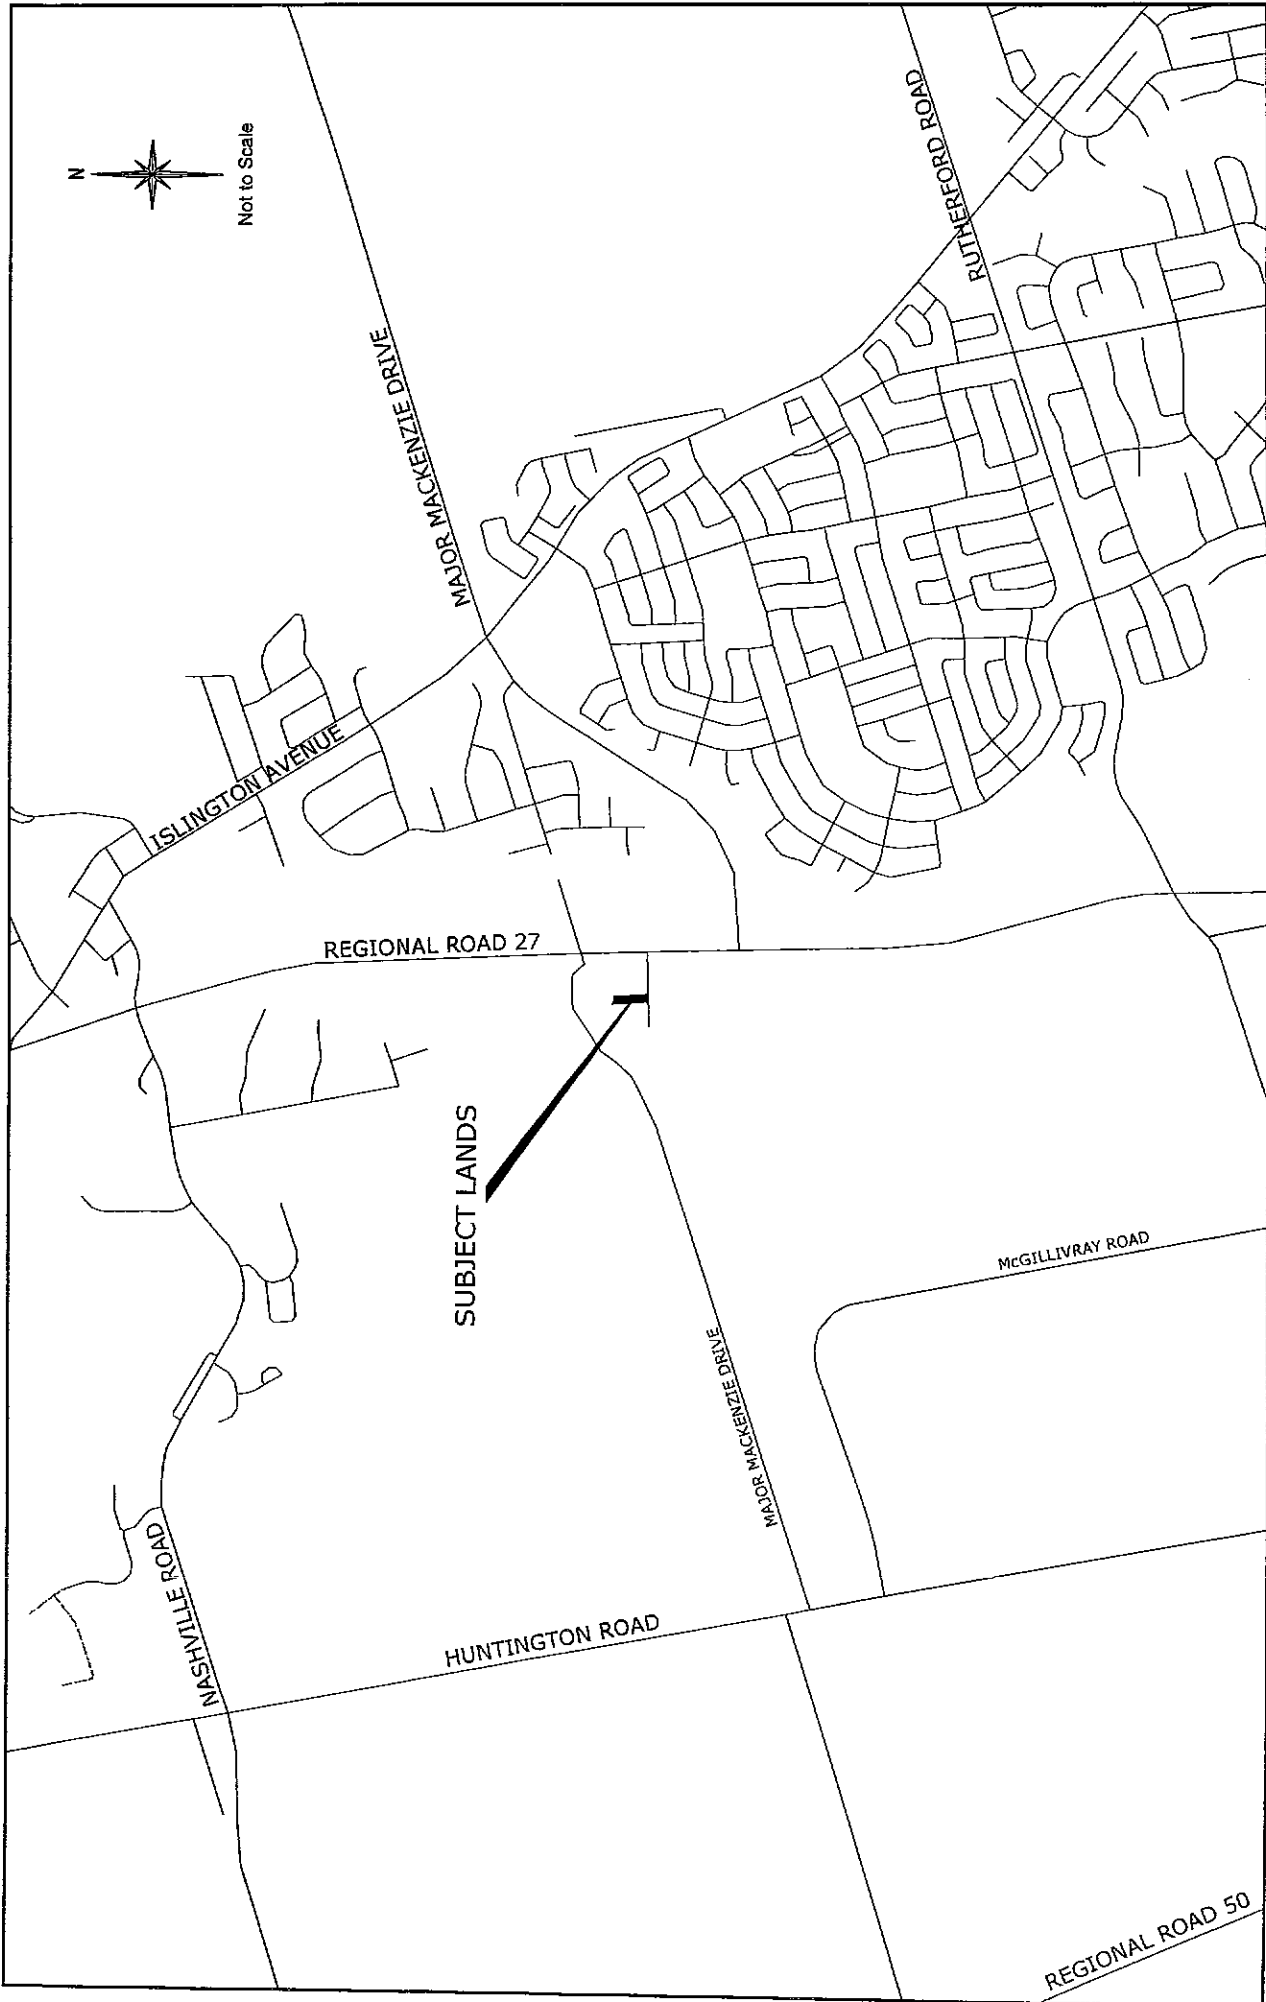 N
Not to Scale
MAJOR MACKENZIE DRIVE
RUTHERFORD ROAD
ISLINGTON AVENUE
REGIONAL ROAD 27
SUBJECT LANDS
McGILLIVRAY ROAD
MAJOR MACKENZIE DRIVE
NASHVILLE ROAD
HUNTINGTON ROAD
REGIONAL ROAD 50